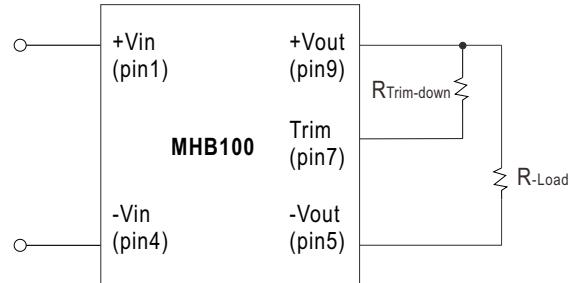 +Vin
(pin1)
+Vout
(pin9)
RTrim-down
Trim
(pin7)
MHB100
R-Load
-Vin
(pin4)
-Vout
(pin5)